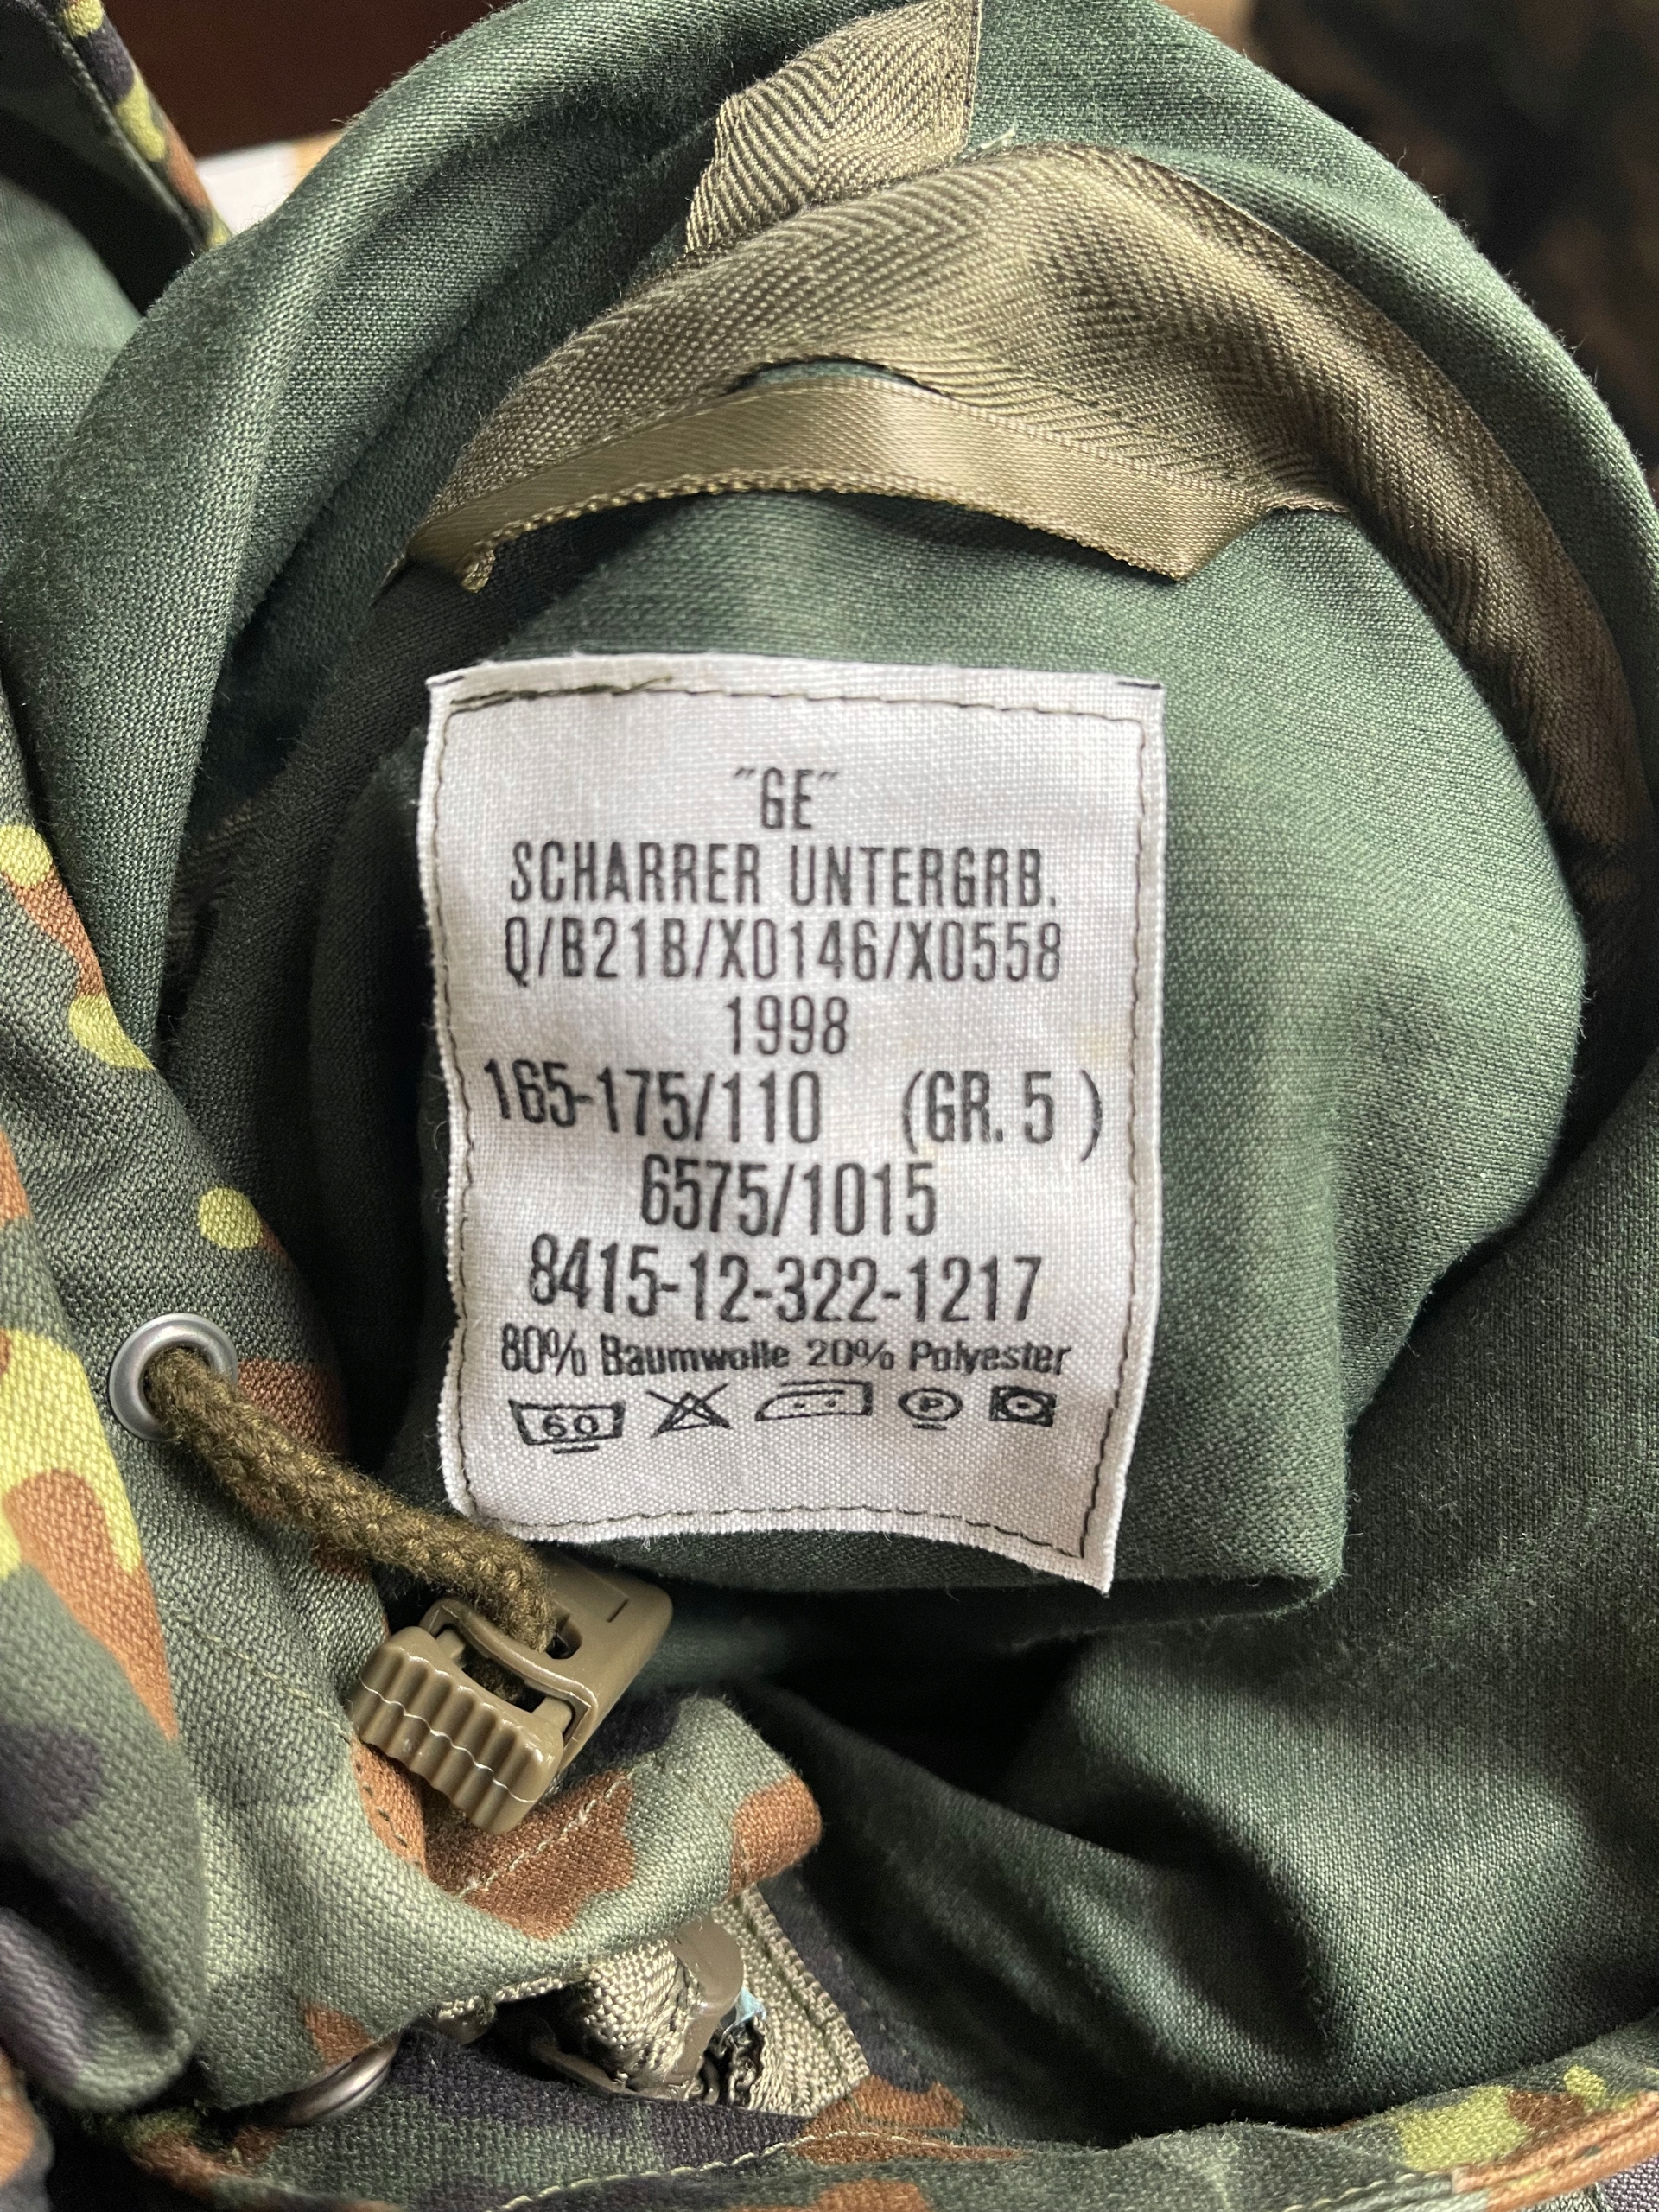 "GE"
SCHARRER UNTERGRB.
Q/B21B/X0146/X0558
1998
165-175/110 (GR. 5 )
6575/1015
8415-12-322-1217
80% Baumwolle 20% Polyester
60 P